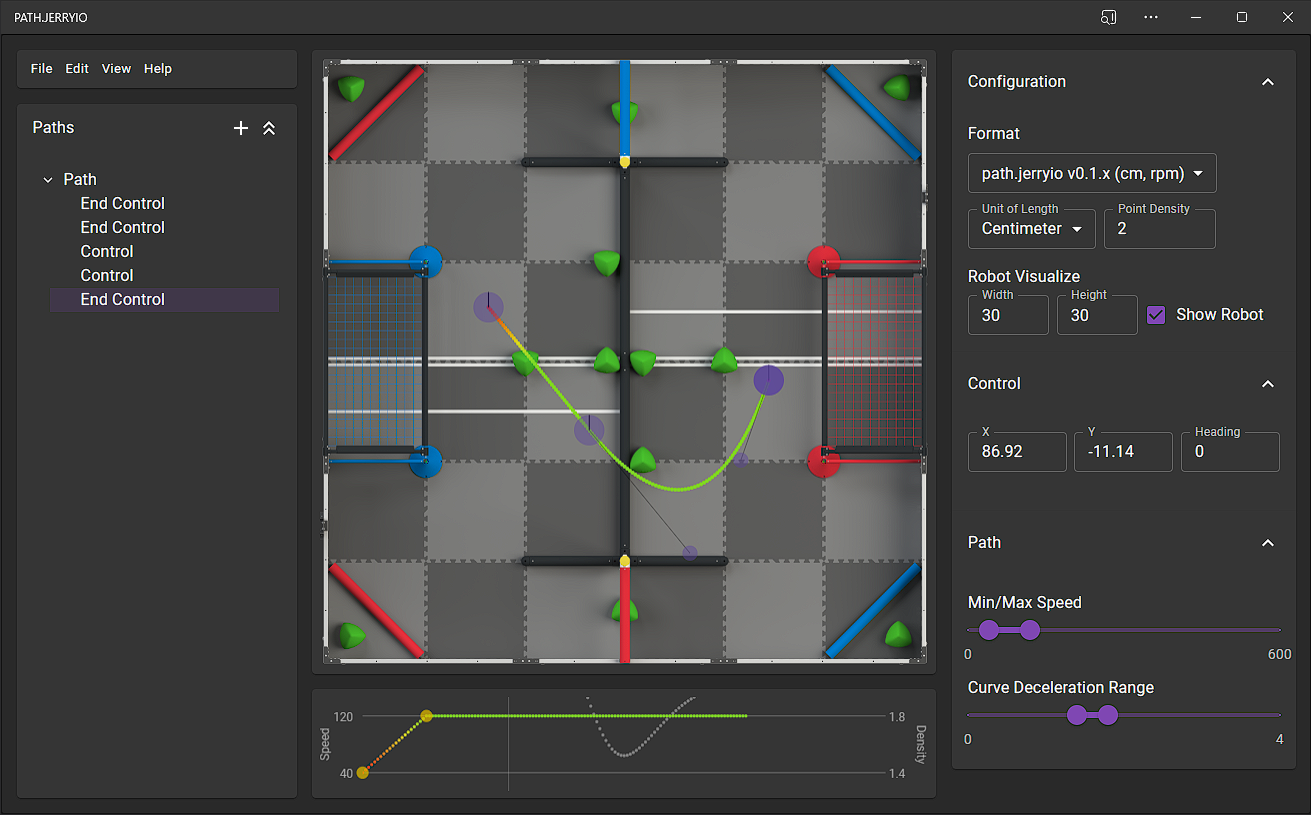 PATH.JERRYIO
File Edit View Help
Paths
Path
End Control
End Control
Control
Control
End Control
120
40
Speed
1.8
1.4
Density
Configuration
Format
path.jerryio v0.1.x (cm, rpm)
Unit of Length Point Density
Centimeter 2
Robot Visualize
Width Height
30 30 Show Robot
Control
X Y Heading
86.92 -11.14 0
Path
Min/Max Speed
0 600
Curve Deceleration Range
0 4